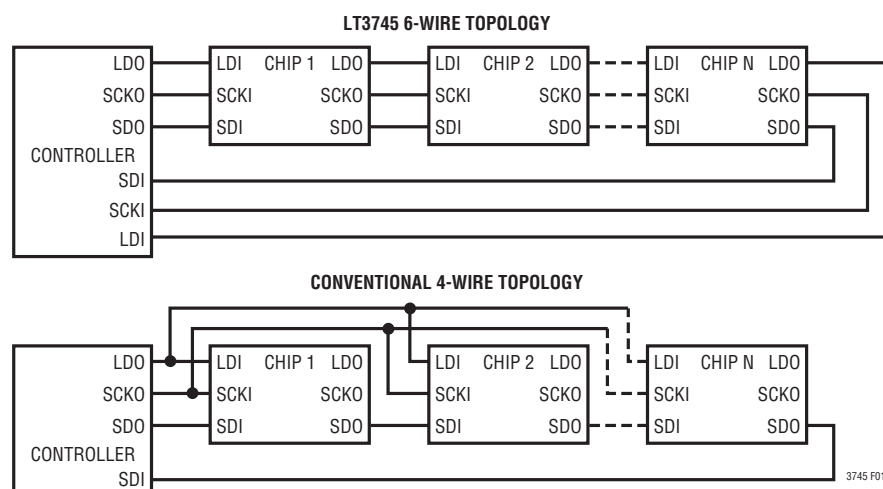 LT3745 6-WIRE TOPOLOGY
LDO LDI CHIP 1 LDO LDI CHIP 2 LDO LDI CHIP N LDO
SCKO SCKI SCKO SCKI SCKO SCKI SCKO
SDO SDI SDO SDI SDO SDI SDO
CONTROLLER
SDI
SCKI
LDI
CONVENTIONAL 4-WIRE TOPOLOGY
LDO LDI CHIP 1 LDO LDI CHIP 2 LDO LDI CHIP N LDO
SCKO SCKI SCKO SCKI SCKO SCKI SCKO
SDO SDI SDO SDI SDO SDI SDO
CONTROLLER
SDI
3745 F01